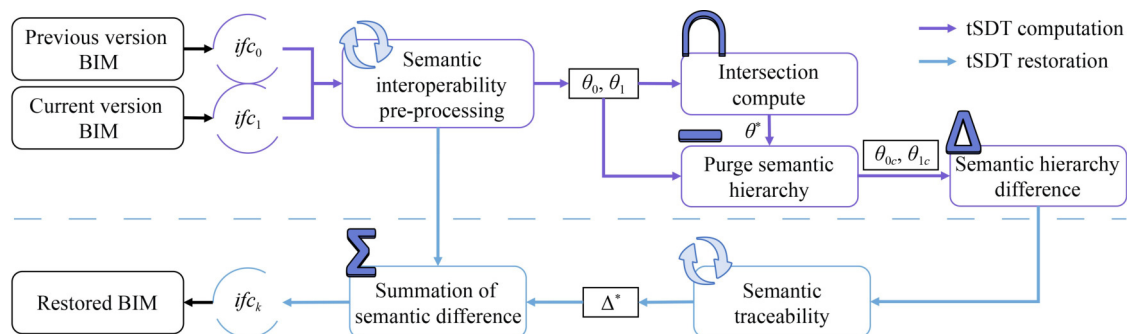 Previous version
BIM
ifc₀
Current version
BIM
ifc₁
Semantic
interoperability
pre-processing
θ₀, θ₁
Intersection
compute
θ*
Purge semantic
hierarchy
θ₀c, θ₁c
Δ
Semantic hierarchy
difference
tSDT computation
tSDT restoration
Restored BIM
ifcₖ
Σ
Summation of
semantic difference
Δ*
Semantic
traceability